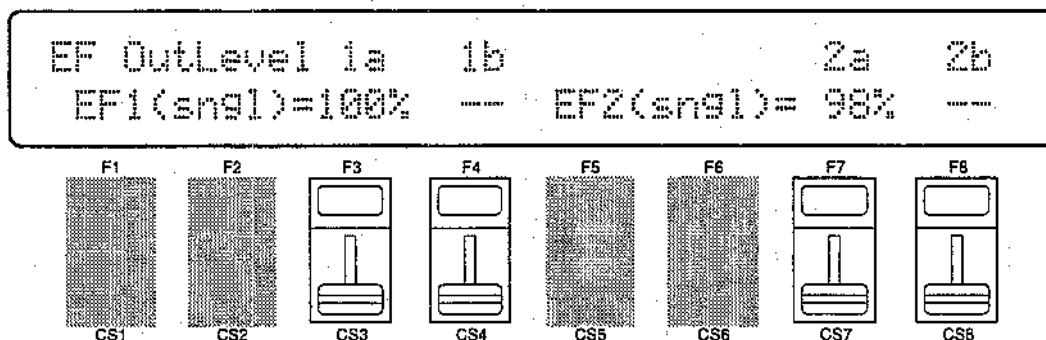 EF OutLevel 1a 1b 2a 2b
EF1(sngl)=100% -- EF2(sngl)= 98% --
F1 F2 F3 F4 F5 F6 F7 F8
CS1 CS2 CS3 CS4 CS5 CS6 CS7 CS8